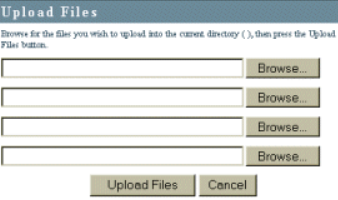 Upload Files
Browse for the files you wish to upload into the current directory ( ), then press the Upload
Files button.
Browse...
Browse...
Browse...
Browse...
Upload Files Cancel